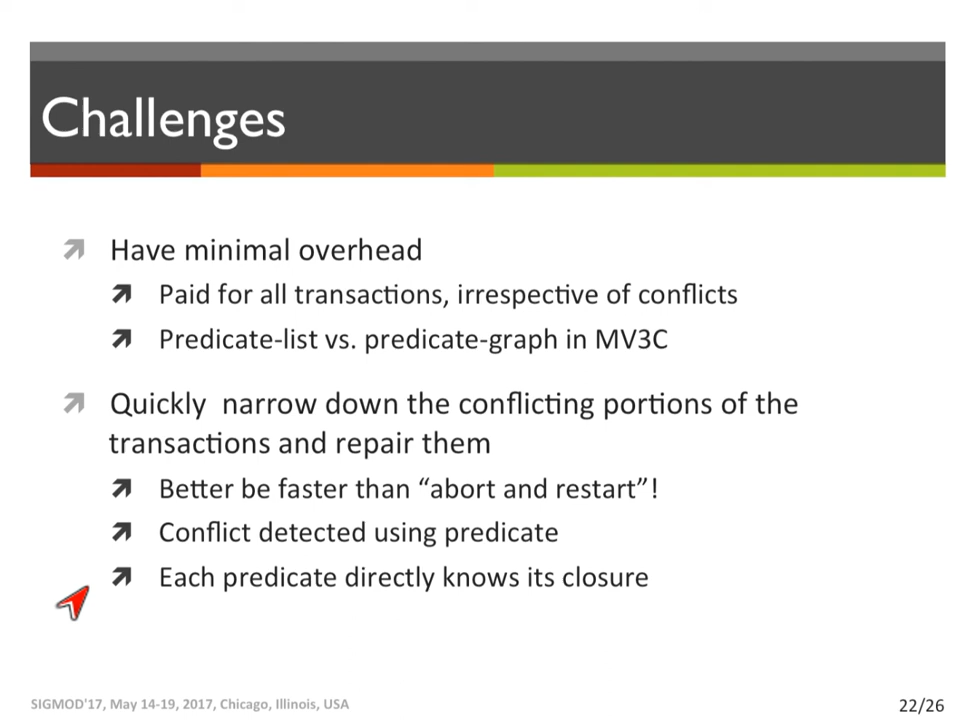 Challenges
Have minimal overhead
Paid for all transactions, irrespective of conflicts
Predicate-list vs. predicate-graph in MV3C
Quickly  narrow down the conflicting portions of the
transactions and repair them
Better be faster than “abort and restart”!
Conflict detected using predicate
Each predicate directly knows its closure
SIGMOD'17, May 14-19, 2017, Chicago, Illinois, USA
22/26